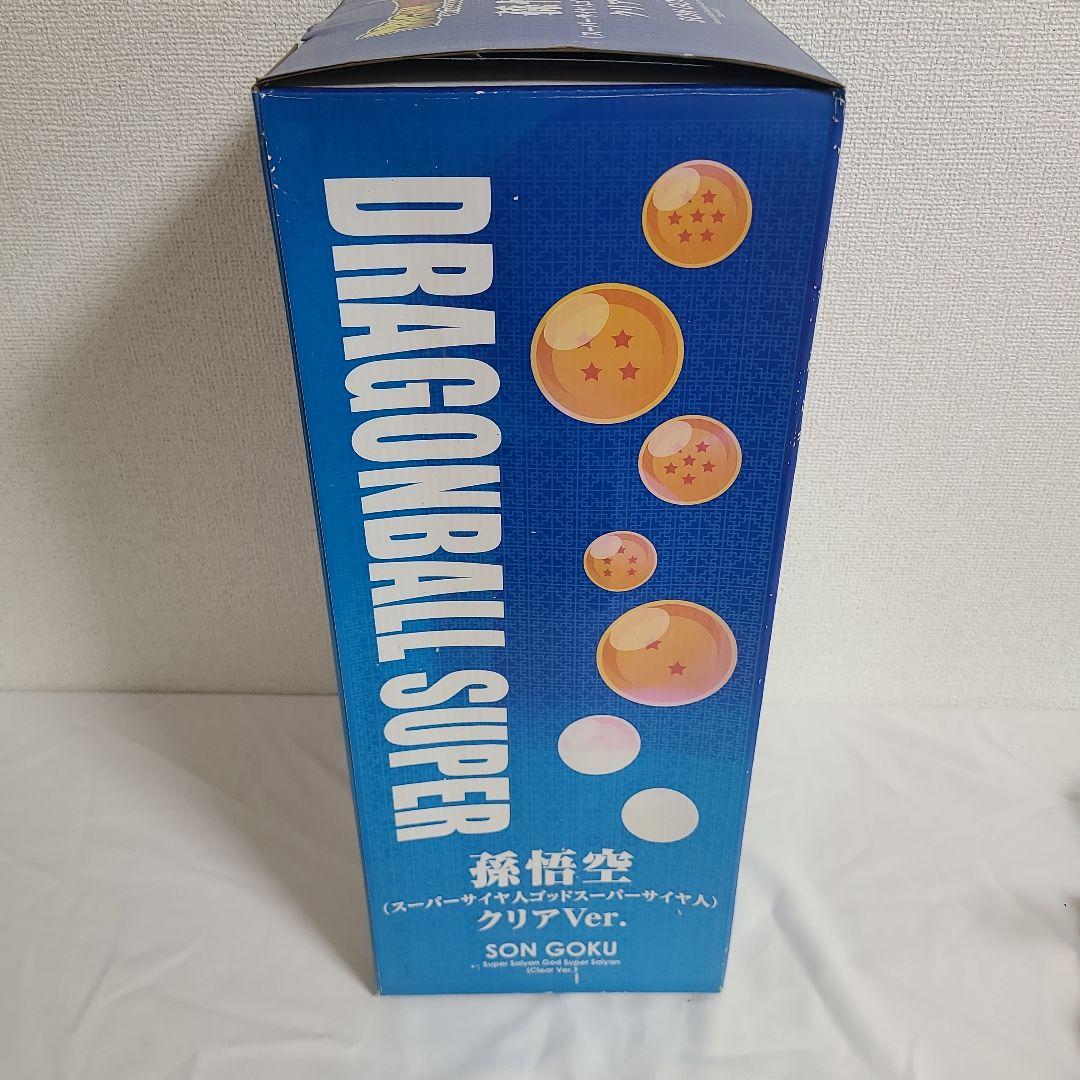 DRAGONBALL SUPER
孫悟空
(スーパーサイヤ人ゴッドスーパーサイヤ人)
クリアVer.
SON GOKU
Super Saiyan God Super Saiyan
(Clear Ver.)